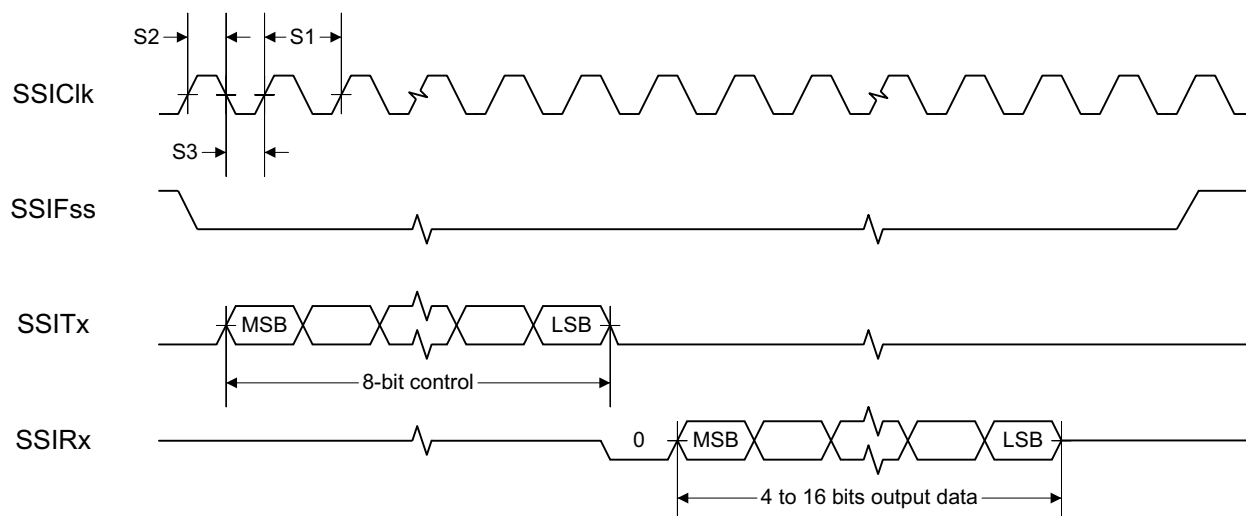 S2
S1
SSIClk
S3
SSIFss
SSITx
MSB
LSB
8-bit control
SSIRx
0
MSB
LSB
4 to 16 bits output data